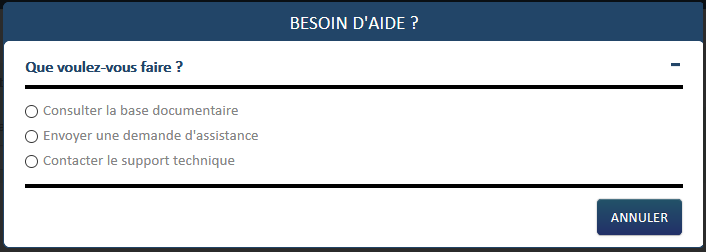 BESOIN D'AIDE ?
Que voulez-vous faire ?
Consulter la base documentaire
Envoyer une demande d'assistance
Contacter le support technique
ANNULER